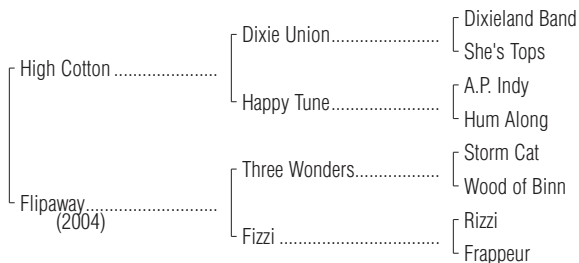 Dixieland Band
Dixie Union
She's Tops
High Cotton
A.P. Indy
Happy Tune
Hum Along
Storm Cat
Three Wonders
Wood of Binn
Flipaway
(2004)
Rizzi
Fizzi
Frappeur